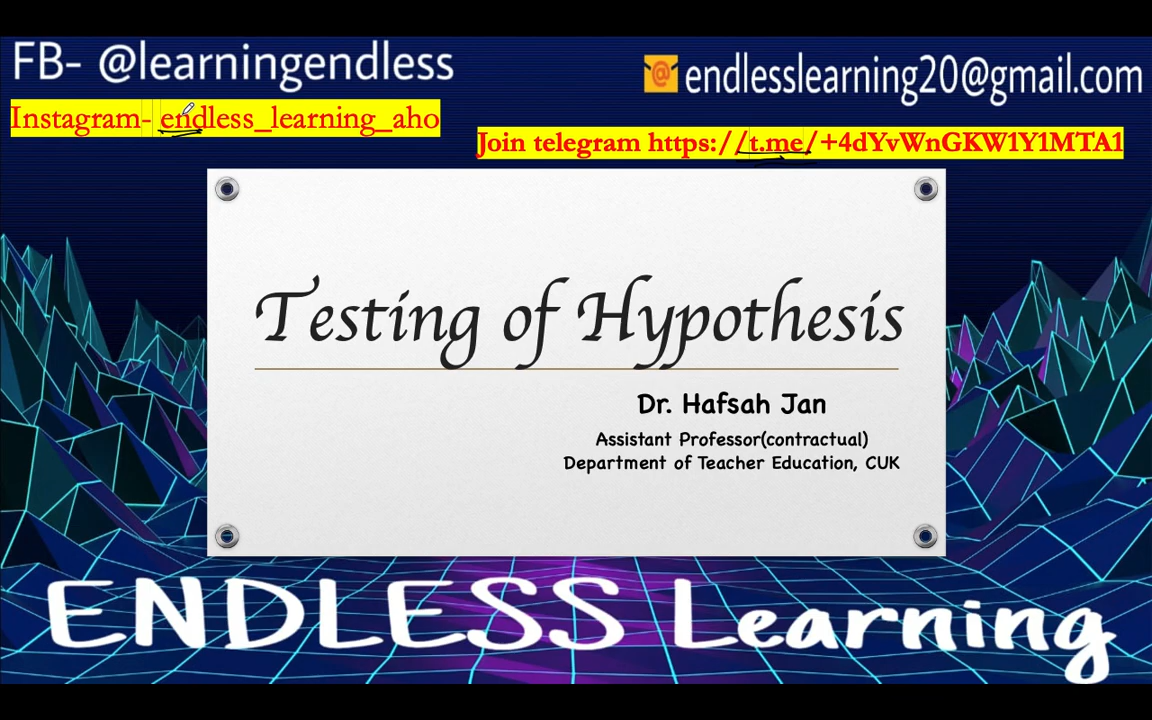 FB- @learningendless
endlesslearning20@gmail.com
Instagram- endless_learning_aho
Join telegram https://t.me/+4dYvWnGKW1Y1MTA1
Testing of Hypothesis
Dr. Hafsah Jan
Assistant Professor(contractual)
Department of Teacher Education, CUK
ENDLESS Learning